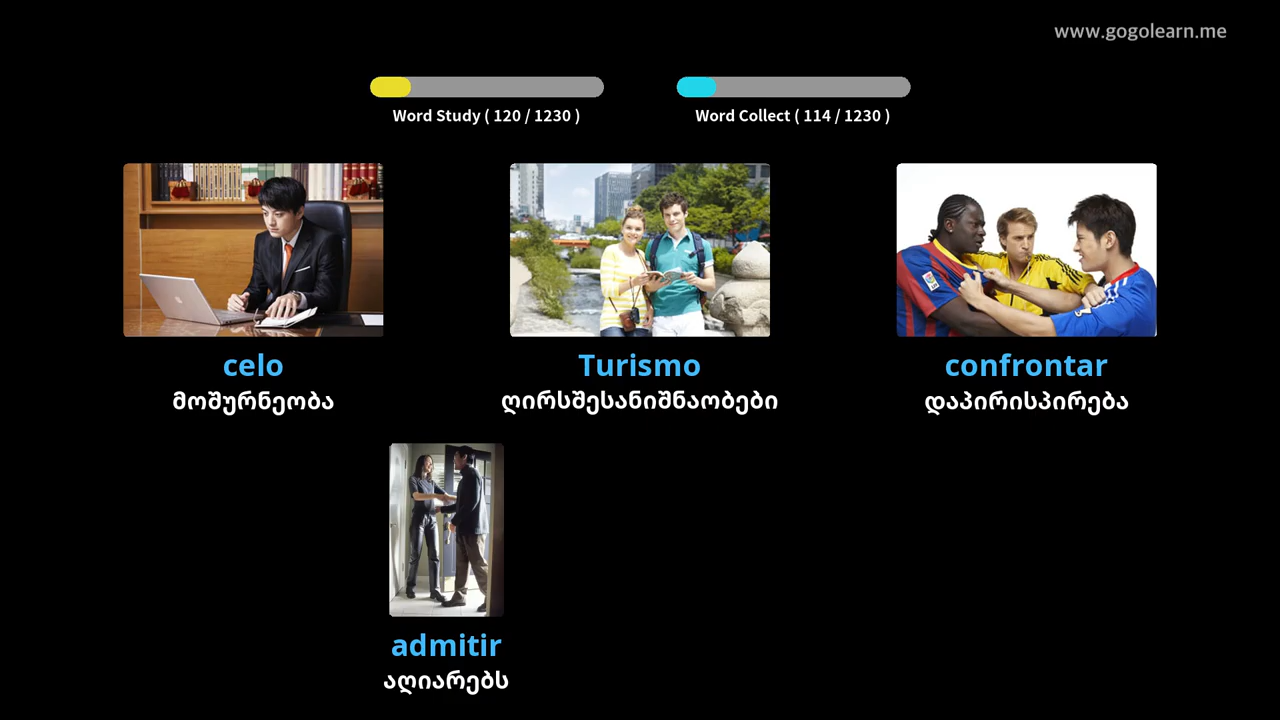 www.gogolearn.me
Word Study ( 120 / 1230 )
Word Collect ( 114 / 1230 )
celo
მოშურნეობა
Turismo
ღირსშესანიშნაობები
confrontar
დაპირისპირება
admitir
აღიარებს